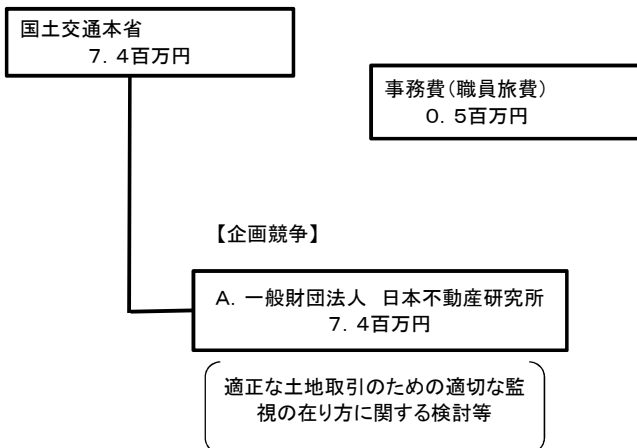 国土交通本省
7．4百万円
事務費（職員旅費）
0．5百万円
【企画競争】
A．一般財団法人　日本不動産研究所
7．4百万円
適正な土地取引のための適切な監
視の在り方に関する検討等